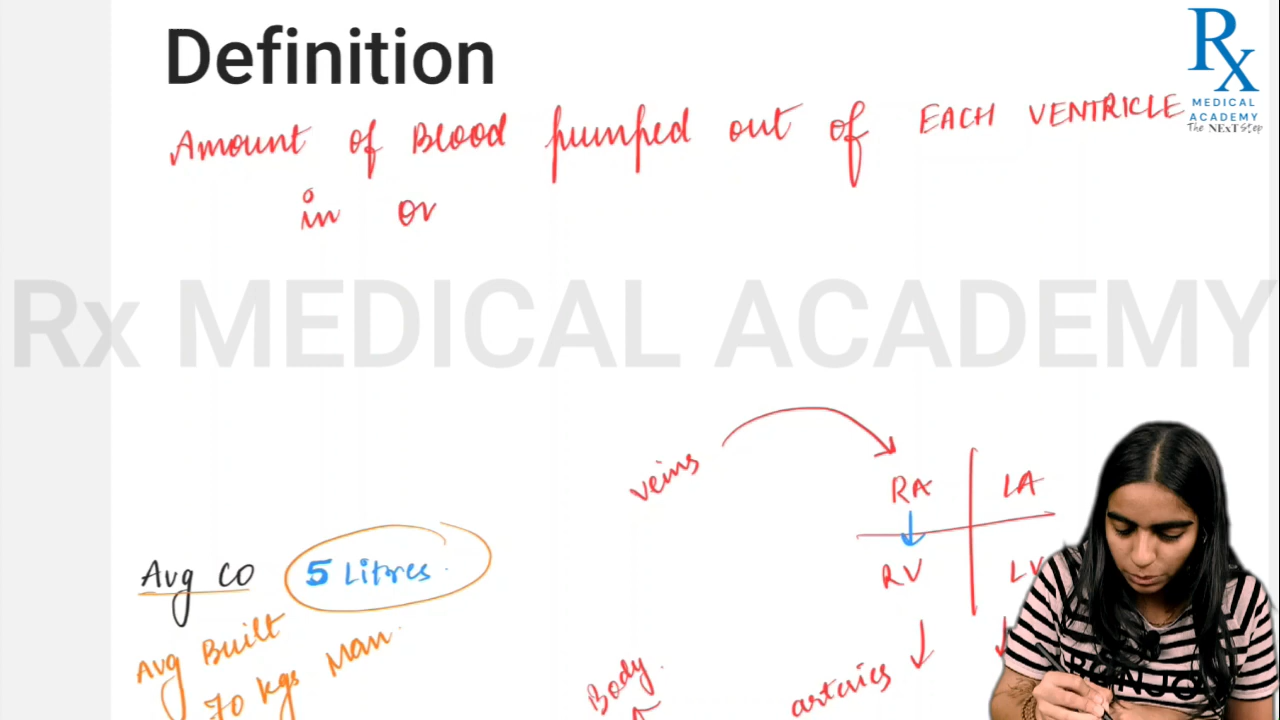 Definition
Rx
MEDICAL
ACADEMY
The NExT Step
Amount of Blood pumped out of EACH VENTRICLE
in or
Rx MEDICAL ACADEMY
veins
RA
LA
Avg CO 5 Litres.
RV
LV
Avg Built
70 kgs Man.
Body.
arteries
BONJO